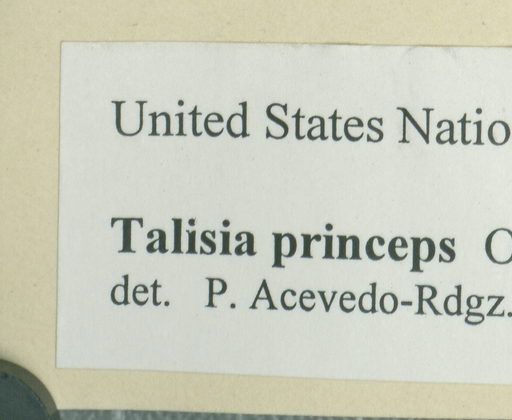 United States Natio
Talisia princeps O
det. P. Acevedo-Rdgz.